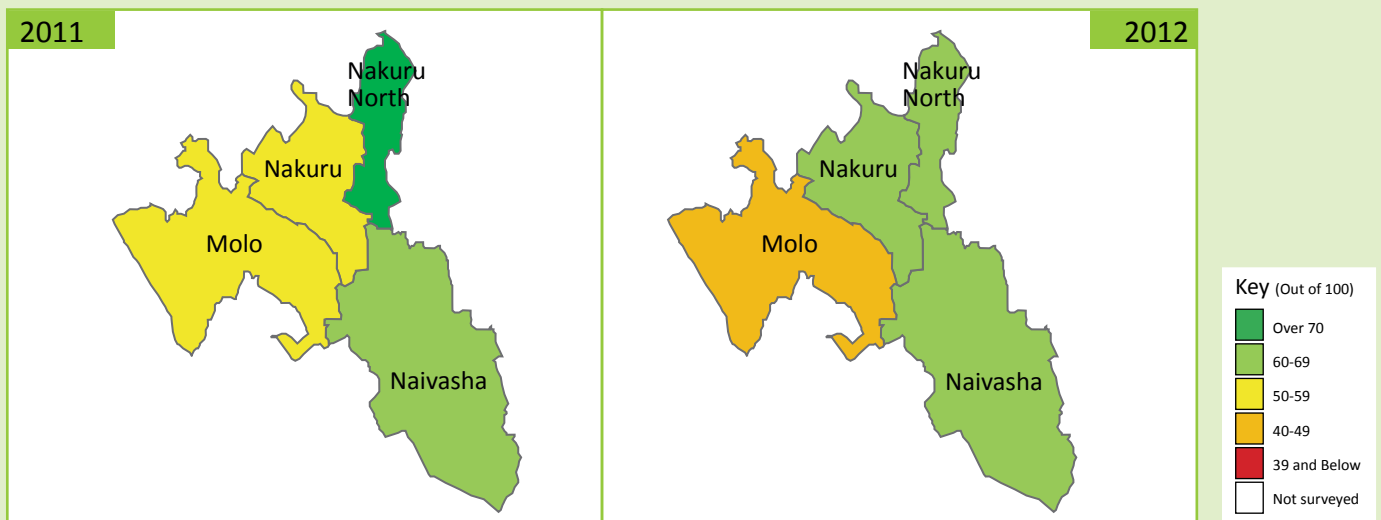 2011
Nakuru
North
Nakuru
Molo
Naivasha
2012
Nakuru
North
Nakuru
Molo
Naivasha
Key (Out of 100)
Over 70
60-69
50-59
40-49
39 and Below
Not surveyed